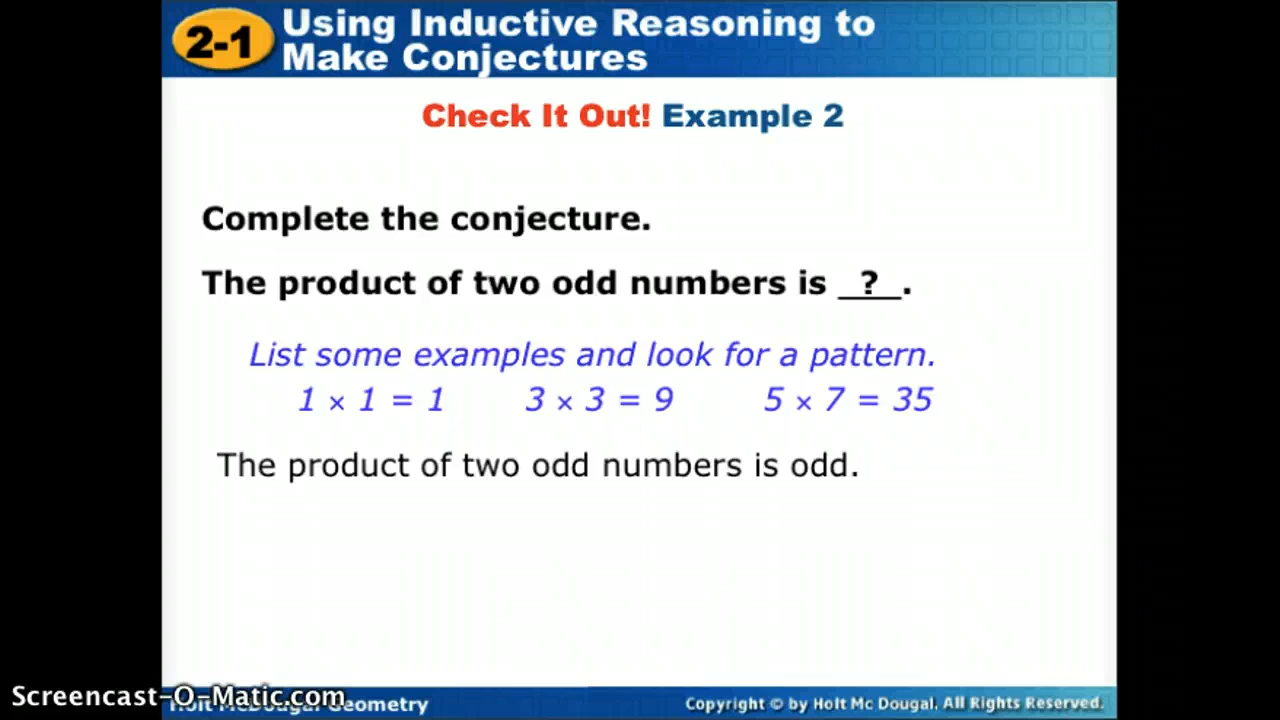 2-1
Using Inductive Reasoning to
Make Conjectures
Check It Out! Example 2
Complete the conjecture.
The product of two odd numbers is ? .
List some examples and look for a pattern.
1 × 1 = 1 3 × 3 = 9 5 × 7 = 35
The product of two odd numbers is odd.
Screencast-O-Matic.com
Holt McDougal Geometry
Copyright © by Holt Mc Dougal. All Rights Reserved.